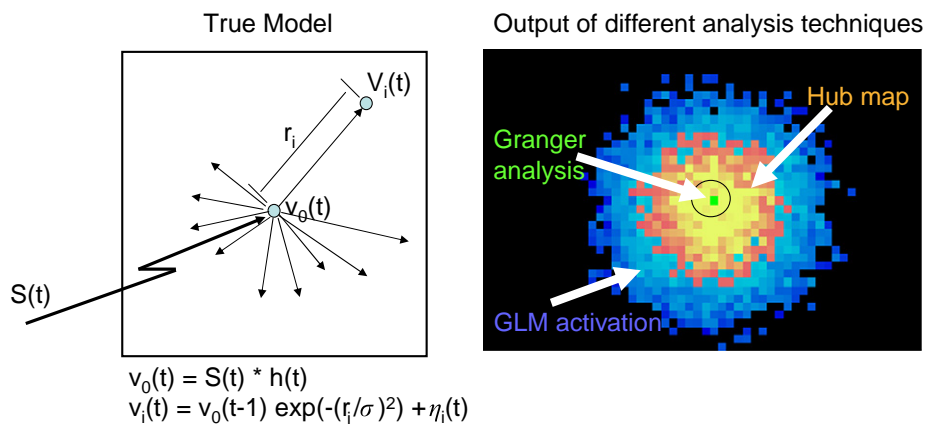 True Model
V_i(t)
r_i
v_0(t)
S(t)
v_0(t) = S(t) * h(t)
v_i(t) = v_0(t-1) exp(-(r_i/σ)^2) + η_i(t)
Output of different analysis techniques
Hub map
Granger
analysis
GLM activation